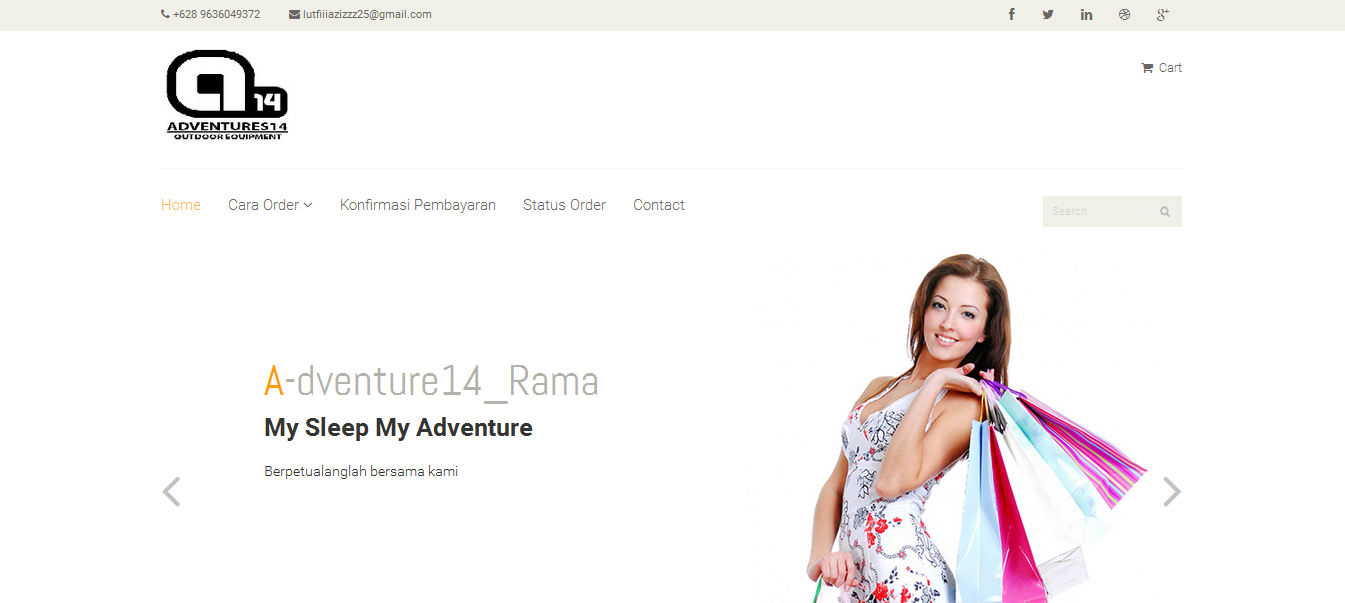 +628 9636049372 lutfiiiazizzz25@gmail.com
14
ADVENTURES14
OUTDOOR EQUIPMENT
Cart
Home Cara Order Konfirmasi Pembayaran Status Order Contact
Search
A-dventure14_Rama
My Sleep My Adventure
Berpetualanglah bersama kami